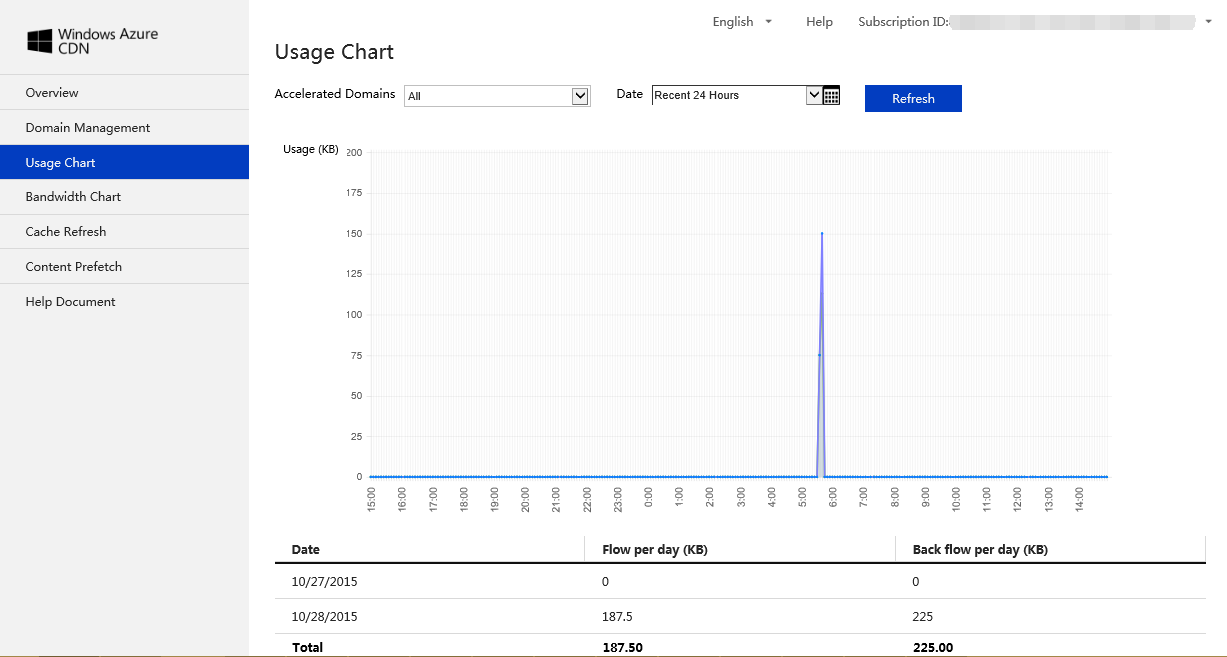 English Help Subscription ID:
Windows Azure
CDN
Usage Chart
Accelerated Domains All Date Recent 24 Hours Refresh
Overview
Domain Management
Usage Chart
Bandwidth Chart
Cache Refresh
Content Prefetch
Help Document
Usage (KB)
200
175
150
125
100
75
50
25
0
15:00 16:00 17:00 18:00 19:00 20:00 21:00 22:00 23:00 0:00 1:00 2:00 3:00 4:00 5:00 6:00 7:00 8:00 9:00 10:00 11:00 12:00 13:00 14:00
Date Flow per day (KB) Back flow per day (KB)
10/27/2015 0 0
10/28/2015 187.5 225
Total 187.50 225.00